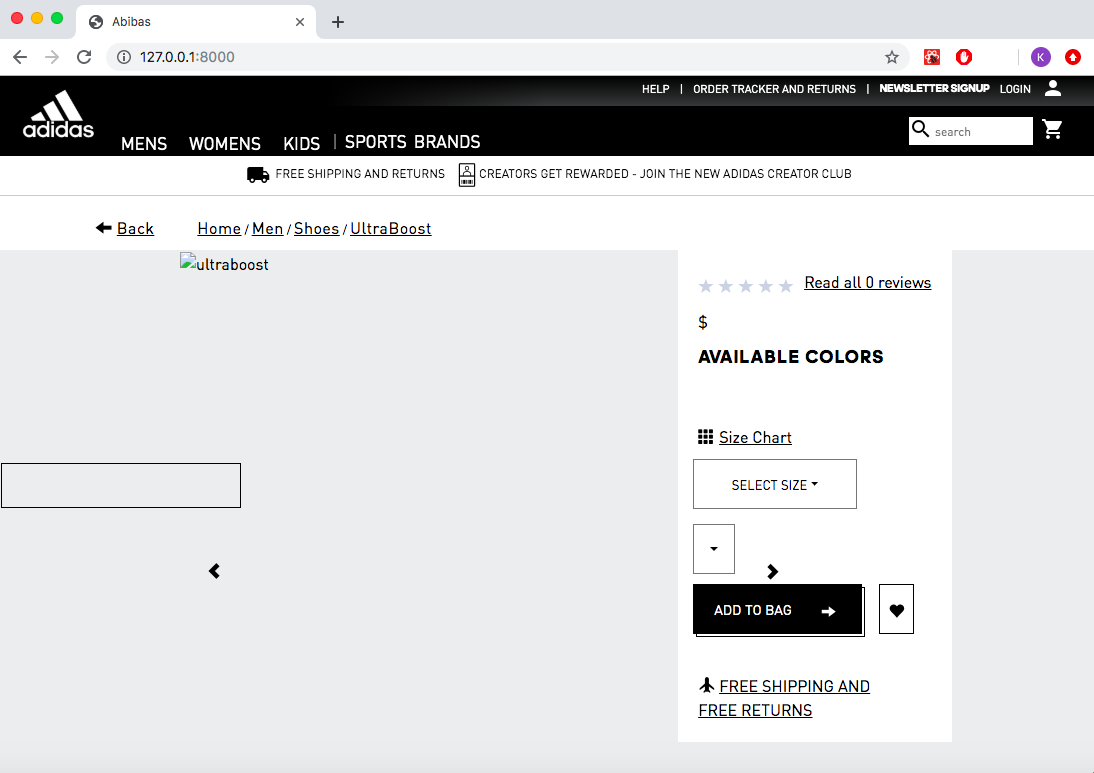 Abibas
127.0.0.1:8000
K
HELP | ORDER TRACKER AND RETURNS | NEWSLETTER SIGNUP LOGIN
adidas
MENS WOMENS KIDS | SPORTS BRANDS
search
FREE SHIPPING AND RETURNS CREATORS GET REWARDED - JOIN THE NEW ADIDAS CREATOR CLUB
Back Home / Men / Shoes / UltraBoost
ultraboost
Read all 0 reviews
$
AVAILABLE COLORS
Size Chart
SELECT SIZE
ADD TO BAG
FREE SHIPPING AND
FREE RETURNS